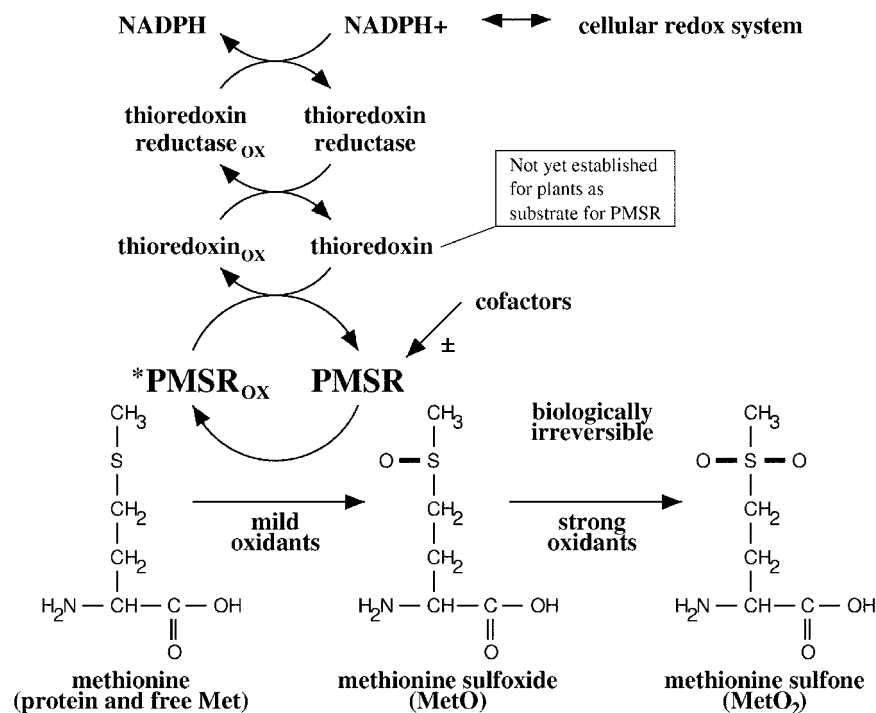 NADPH NADPH+ cellular redox system
thioredoxin thioredoxin
reductase OX reductase
Not yet established
for plants as
substrate for PMSR
thioredoxin OX thioredoxin
cofactors
±
*PMSR OX PMSR
CH3 CH3 biologically CH3
irreversible
S O S O S O
CH2 mild CH2 strong CH2
oxidants oxidants
CH2 CH2 CH2
H2N CH C OH H2N CH C OH H2N CH C OH
O O O
methionine methionine sulfoxide methionine sulfone
(protein and free Met) (MetO) (MetO2)